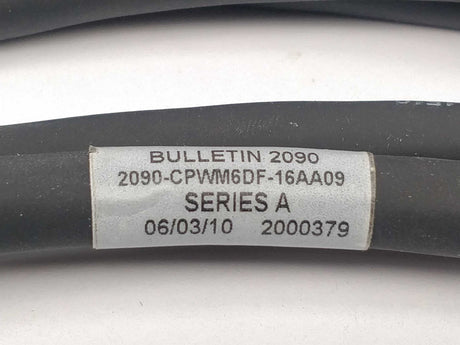 BULLETIN 2090
2090-CPWM6DF-16AA09
SERIES A
06/03/10 2000379